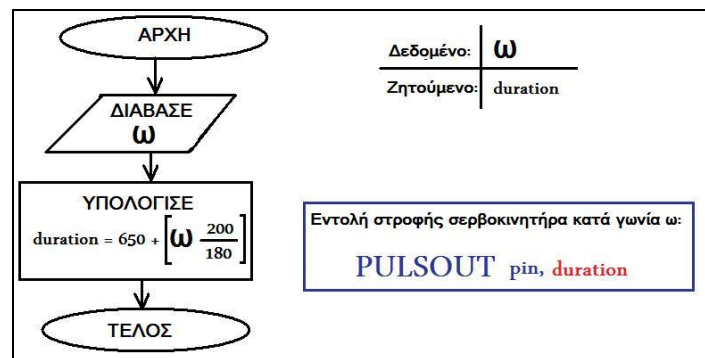 ΑΡΧΗ
ΔΙΑΒΑΣΕ
ω
ΥΠΟΛΟΓΙΣΕ
duration = 650 + [ω 200/180]
ΤΕΛΟΣ
Δεδομένο: ω
Ζητούμενο: duration
Εντολή στροφής σερβοκινητήρα κατά γωνία ω:
PULSOUT pin, duration